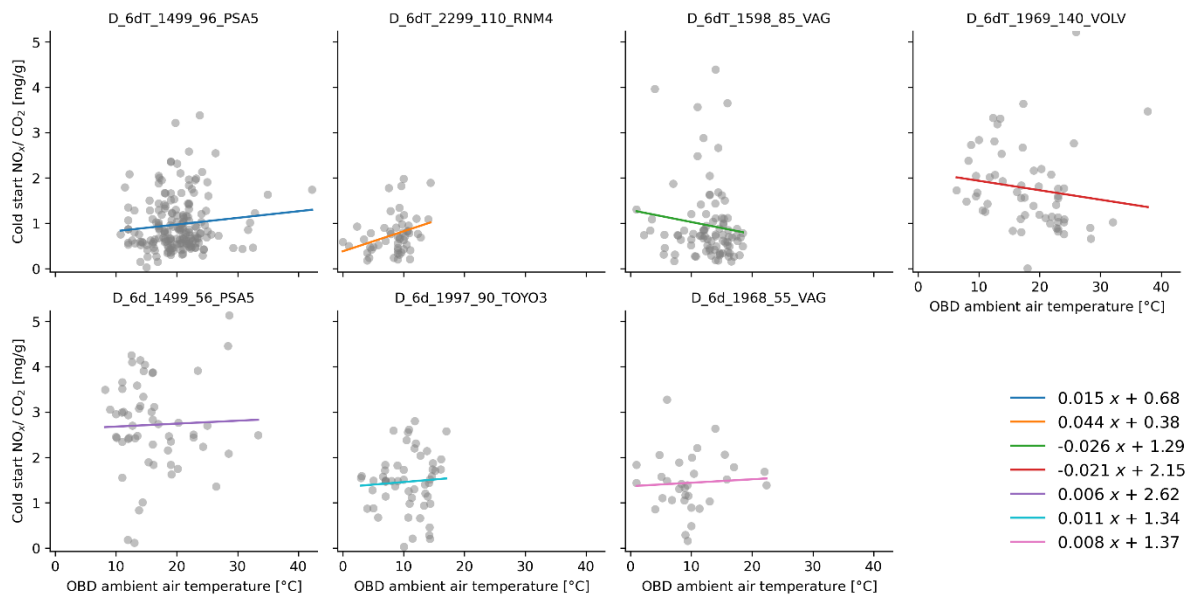 D_6dT_1499_96_PSA5
D_6dT_2299_110_RNM4
D_6dT_1598_85_VAG
D_6dT_1969_140_VOLV
Cold start NOₓ/ CO₂ [mg/g]
5
4
3
2
1
0
0
10
20
30
40
OBD ambient air temperature [°C]
D_6d_1499_56_PSA5
D_6d_1997_90_TOYO3
D_6d_1968_55_VAG
Cold start NOₓ/ CO₂ [mg/g]
5
4
3
2
1
0
0
10
20
30
40
OBD ambient air temperature [°C]
0
10
20
30
40
OBD ambient air temperature [°C]
0
10
20
30
40
OBD ambient air temperature [°C]
0.015 x + 0.68
0.044 x + 0.38
-0.026 x + 1.29
-0.021 x + 2.15
0.006 x + 2.62
0.011 x + 1.34
0.008 x + 1.37